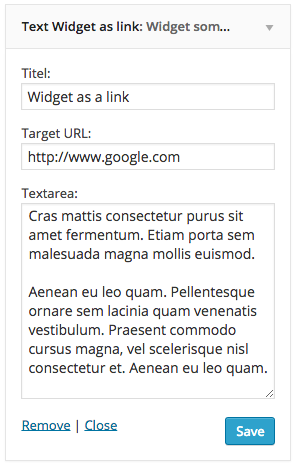 Text Widget as link: Widget som...
Titel:
Widget as a link
Target URL:
http://www.google.com
Textarea:
Cras mattis consectetur purus sit
amet fermentum. Etiam porta sem
malesuada magna mollis euismod.
Aenean eu leo quam. Pellentesque
ornare sem lacinia quam venenatis
vestibulum. Praesent commodo
cursus magna, vel scelerisque nisl
consectetur et. Aenean eu leo quam.
Remove | Close
Save